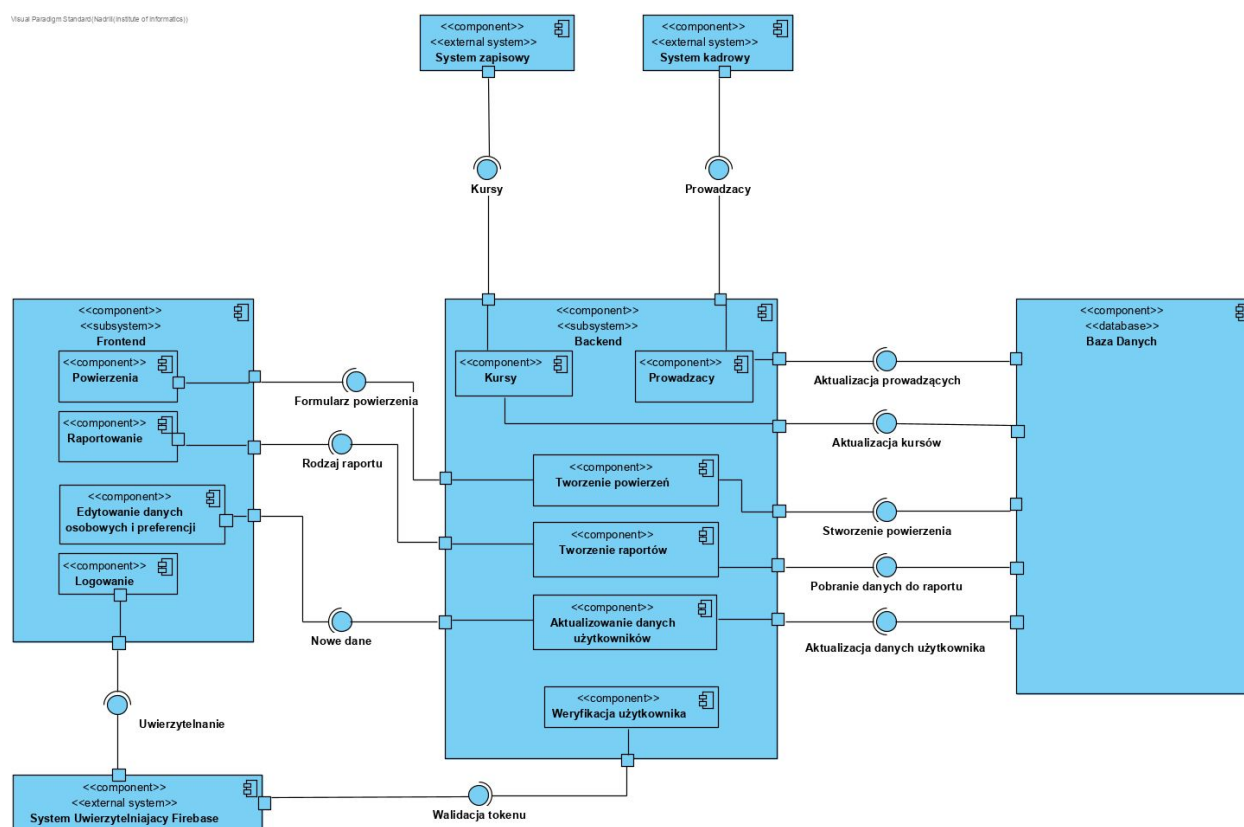 Visual Paradigm Standard(Nadril(Institute of Informatics))
<<component>>
<<external system>>
System zapisowy
<<component>>
<<external system>>
System kadrowy
Kursy
Prowadzacy
<<component>>
<<subsystem>>
Frontend
<<component>>
Powierzenia
<<component>>
Raportowanie
<<component>>
Edytowanie danych
osobowych i preferencji
<<component>>
Logowanie
Formularz powierzenia
Rodzaj raportu
Nowe dane
<<component>>
<<subsystem>>
Backend
<<component>>
Kursy
<<component>>
Prowadzacy
<<component>>
Tworzenie powierzeń
<<component>>
Tworzenie raportów
<<component>>
Aktualizowanie danych
użytkowników
<<component>>
Weryfikacja użytkownika
Aktualizacja prowadzących
Aktualizacja kursów
Stworzenie powierzenia
Pobranie danych do raportu
Aktualizacja danych użytkownika
<<component>>
<<database>>
Baza Danych
Uwierzytelnanie
<<component>>
<<external system>>
System Uwierzytelniajacy Firebase
Walidacja tokenu